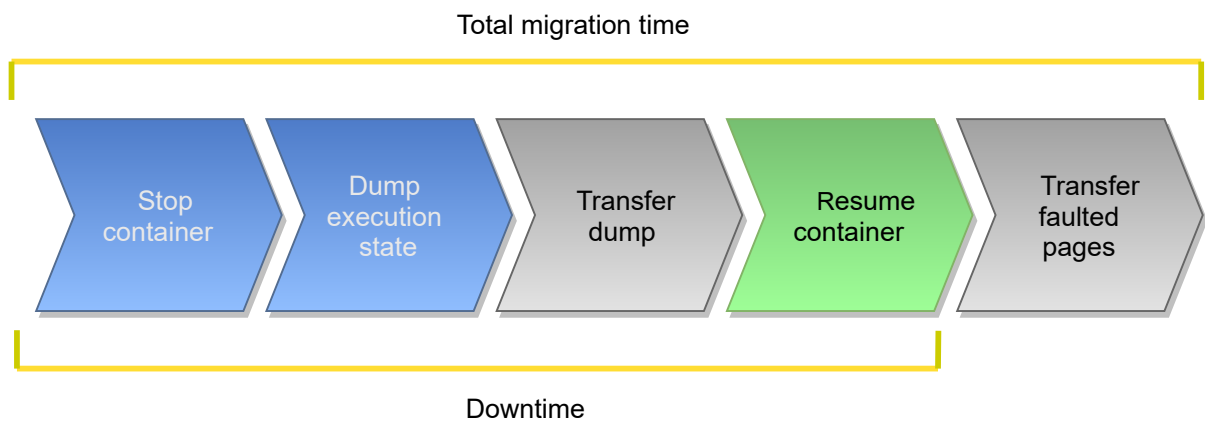 Total migration time
Stop
container
Dump
execution
state
Transfer
dump
Resume
container
Transfer
faulted
pages
Downtime